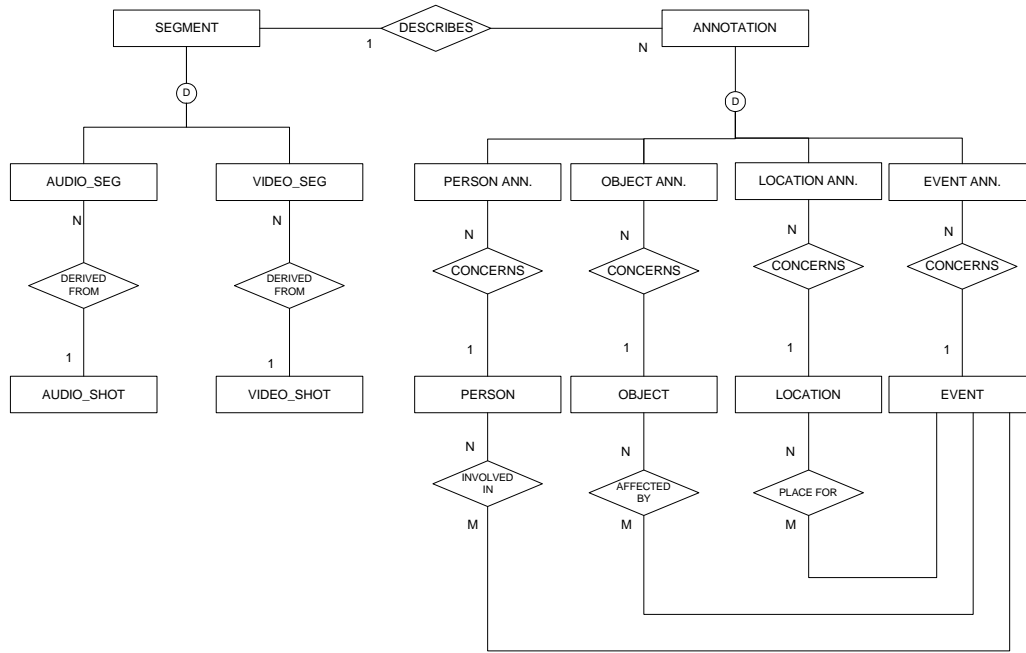 SEGMENT
DESCRIBES
ANNOTATION
1
N
D
D
AUDIO_SEG
VIDEO_SEG
PERSON ANN.
OBJECT ANN.
LOCATION ANN.
EVENT ANN.
N
N
N
N
N
N
DERIVED
FROM
DERIVED
FROM
CONCERNS
CONCERNS
CONCERNS
CONCERNS
1
1
1
1
1
1
AUDIO_SHOT
VIDEO_SHOT
PERSON
OBJECT
LOCATION
EVENT
N
N
N
INVOLVED
IN
AFFECTED
BY
PLACE FOR
M
M
M